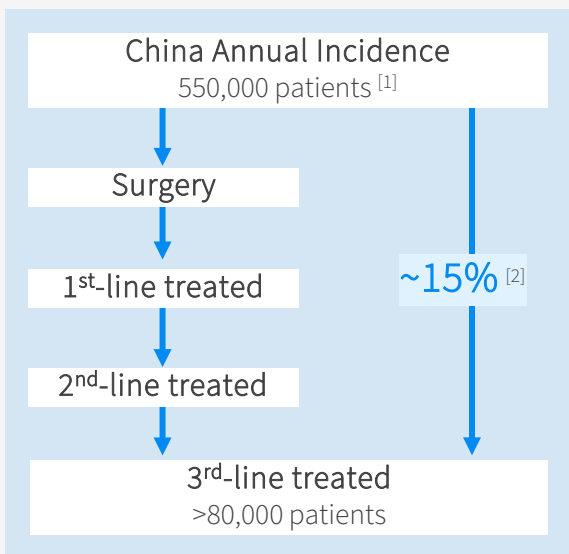 China Annual Incidence
550,000 patients [1]
Surgery
1st-line treated
~15% [2]
2nd-line treated
3rd-line treated
>80,000 patients